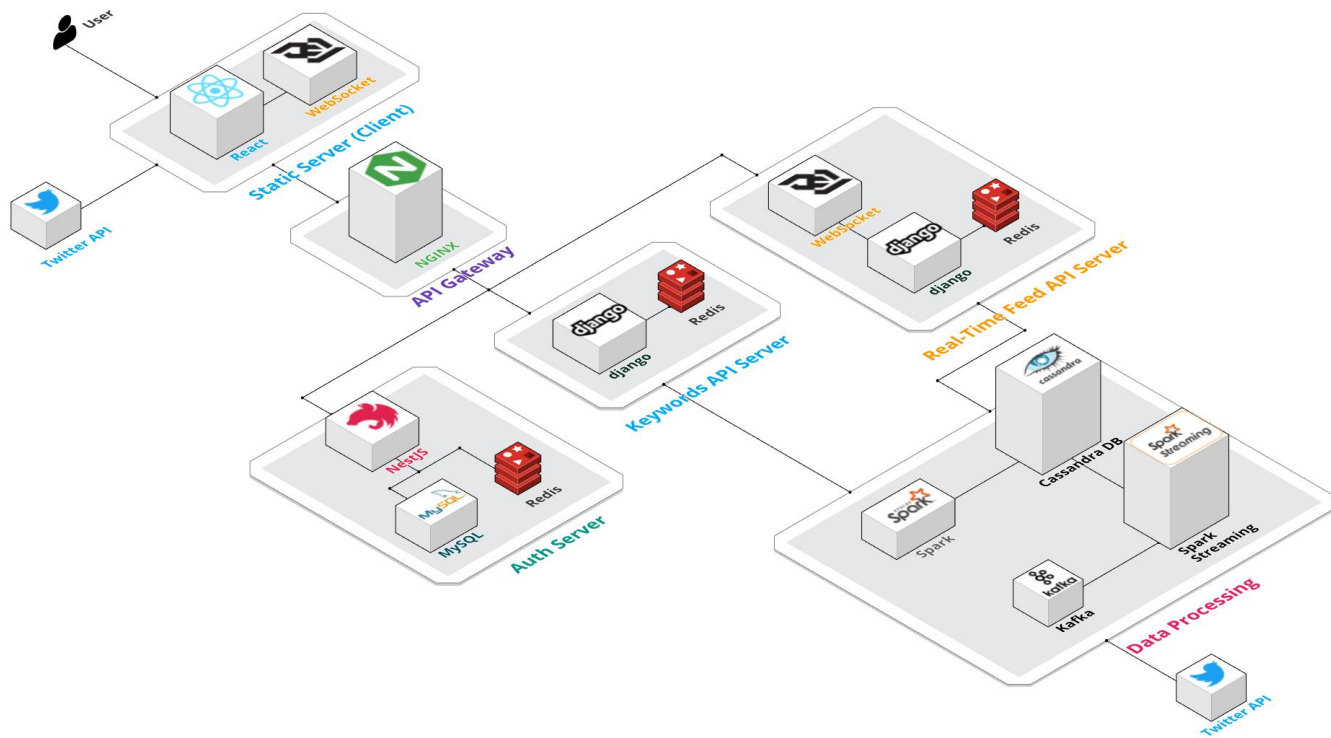 User
WebSocket
React
Static Server (Client)
Twitter API
NGINX
API Gateway
WebSocket
django
django
Redis
Real-Time Feed API Server
django
django
Redis
Keywords API Server
NestJS
MySQL
MySQL
Redis
Auth Server
cassandra
Cassandra DB
Spark
Streaming
Spark
Streaming
APACHE
Spark
Spark
kafka
Kafka
Data Processing
Twitter API